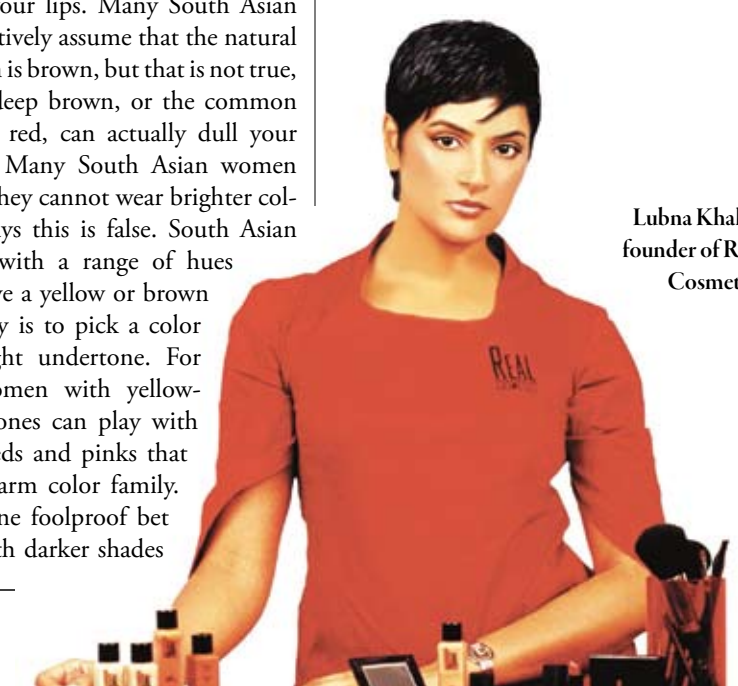 our lips. Many South Asian
tively assume that the natural
is brown, but that is not true,
deep brown, or the common
red, can actually dull your
Many South Asian women
hey cannot wear brighter col-
ys this is false. South Asian
with a range of hues
ve a yellow or brown
y is to pick a color
ght undertone. For
omen with yellow-
ones can play with
eds and pinks that
arm color family.
ne foolproof bet
th darker shades
Lubna Khal
founder of R
Cosmet
REAL